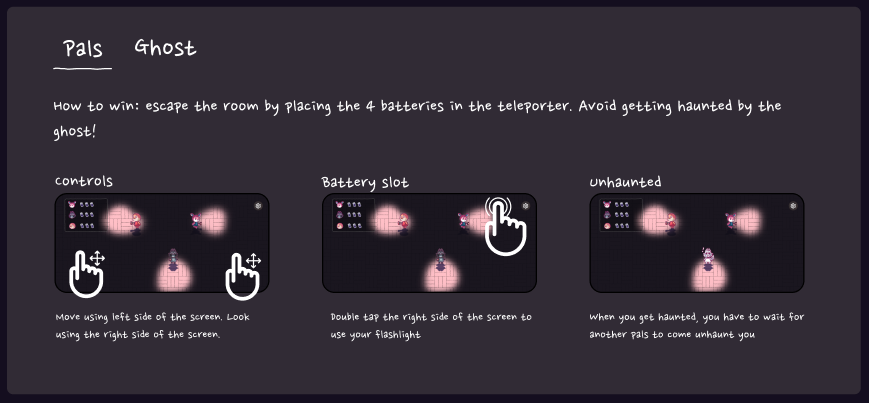 Pals Ghost
How to win: escape the room by placing the 4 batteries in the teleporter. Avoid getting haunted by the
ghost!
Controls
Battery slot
Unhaunted
Move using left side of the screen. Look
using the right side of the screen.
Double tap the right side of the screen to
use your flashlight
When you get haunted, you have to wait for
another pals to come unhaunt you